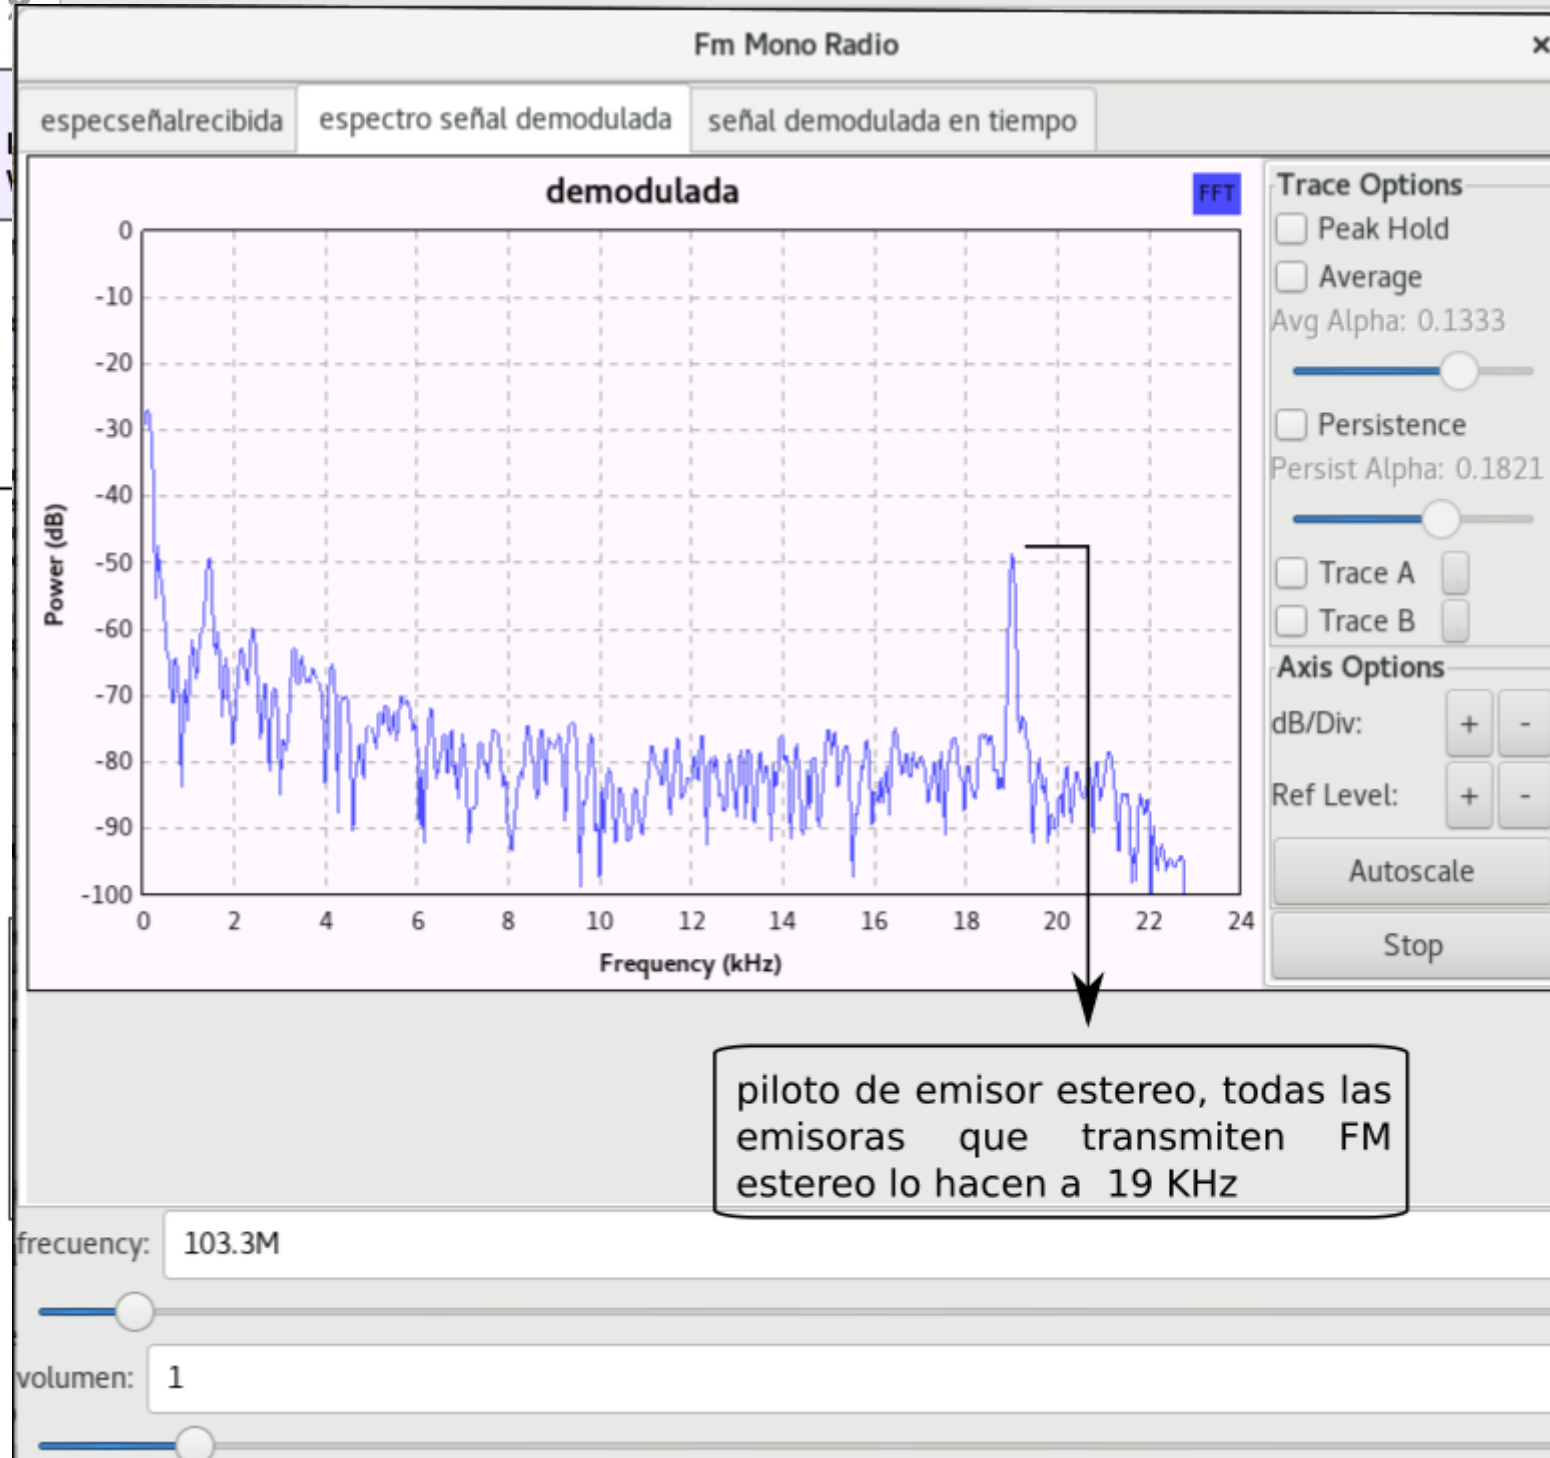 Fm Mono Radio ×
especseñalrecibida espectro señal demodulada señal demodulada en tiempo
demodulada
FFT
0
-10
-20
-30
-40
-50
-60
-70
-80
-90
-100
Power (dB)
0 2 4 6 8 10 12 14 16 18 20 22 24
Frequency (kHz)
Trace Options
Peak Hold
Average
Avg Alpha: 0.1333
Persistence
Persist Alpha: 0.1821
Trace A
Trace B
Axis Options
dB/Div: + -
Ref Level: + -
Autoscale
Stop
piloto de emisor estereo, todas las
emisoras que transmiten FM
estereo lo hacen a 19 KHz
frecuency: 103.3M
volumen: 1